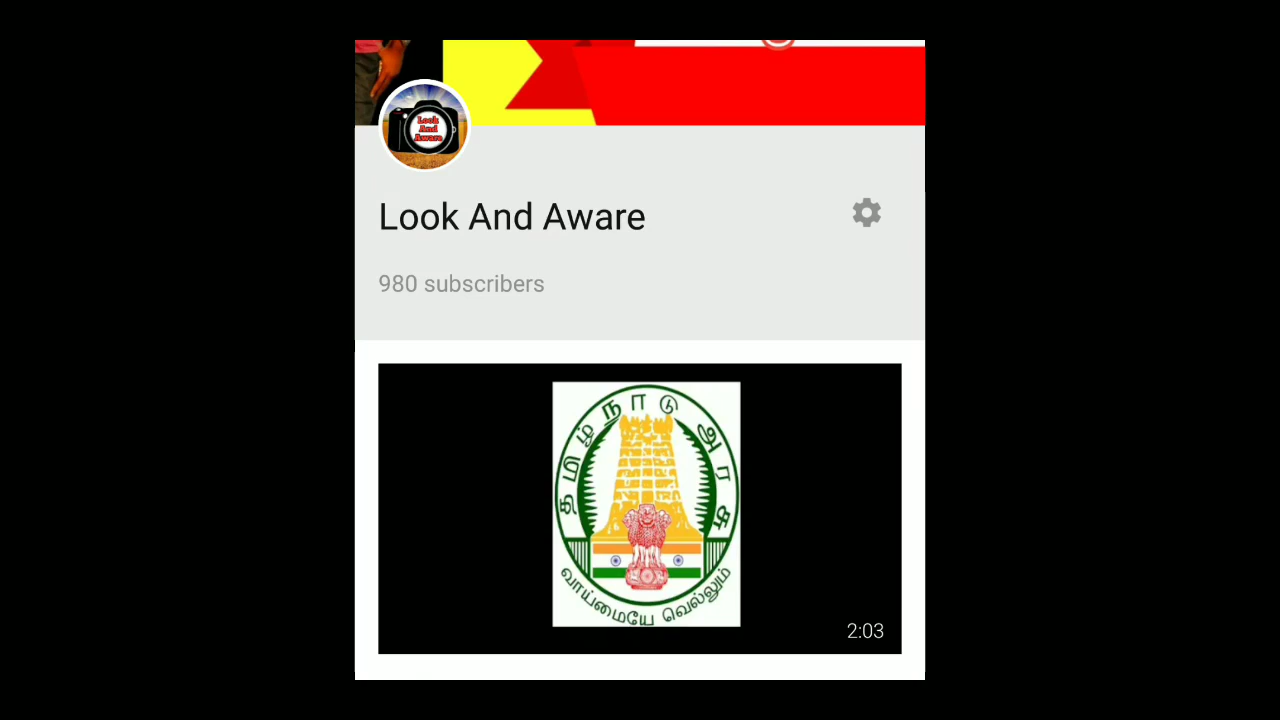 Look
And
Aware
Look And Aware
980 subscribers
தமிழ்நாடு அரசு
வாய்மையே வெல்லும்
2:03